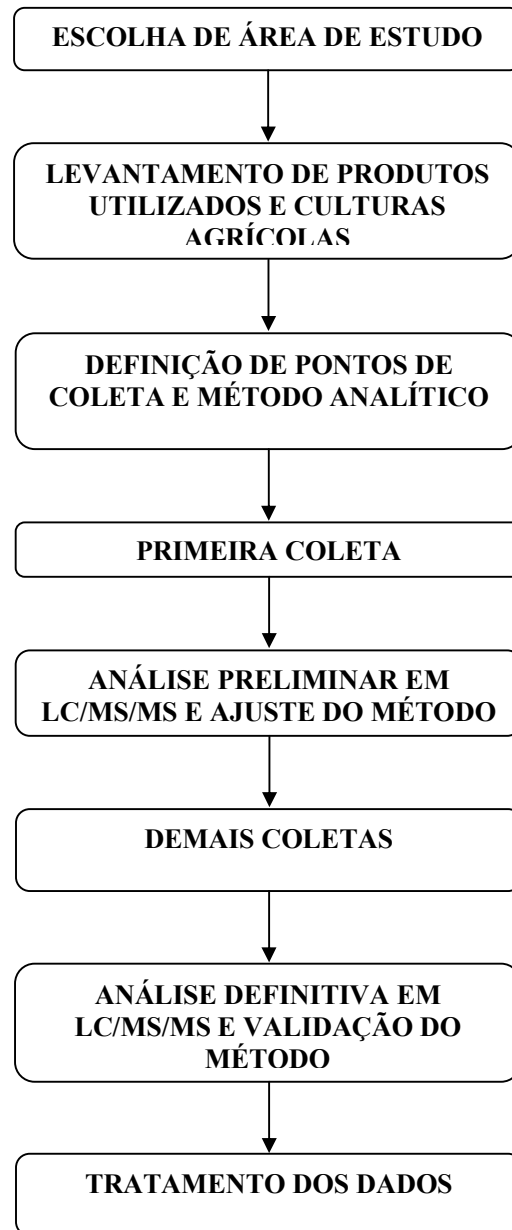 ESCOLHA DE ÁREA DE ESTUDO
LEVANTAMENTO DE PRODUTOS
UTILIZADOS E CULTURAS
AGRÍCOLAS
DEFINIÇÃO DE PONTOS DE
COLETA E MÉTODO ANALÍTICO
PRIMEIRA COLETA
ANÁLISE PRELIMINAR EM
LC/MS/MS E AJUSTE DO MÉTODO
DEMAIS COLETAS
ANÁLISE DEFINITIVA EM
LC/MS/MS E VALIDAÇÃO DO
MÉTODO
TRATAMENTO DOS DADOS